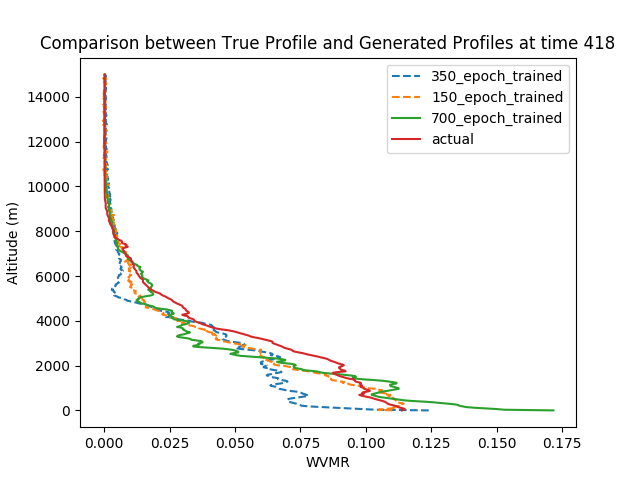 Comparison between True Profile and Generated Profiles at time 418
350_epoch_trained
150_epoch_trained
700_epoch_trained
actual
14000
12000
10000
8000
6000
4000
2000
0
Altitude (m)
0.000 0.025 0.050 0.075 0.100 0.125 0.150 0.175
WVMR